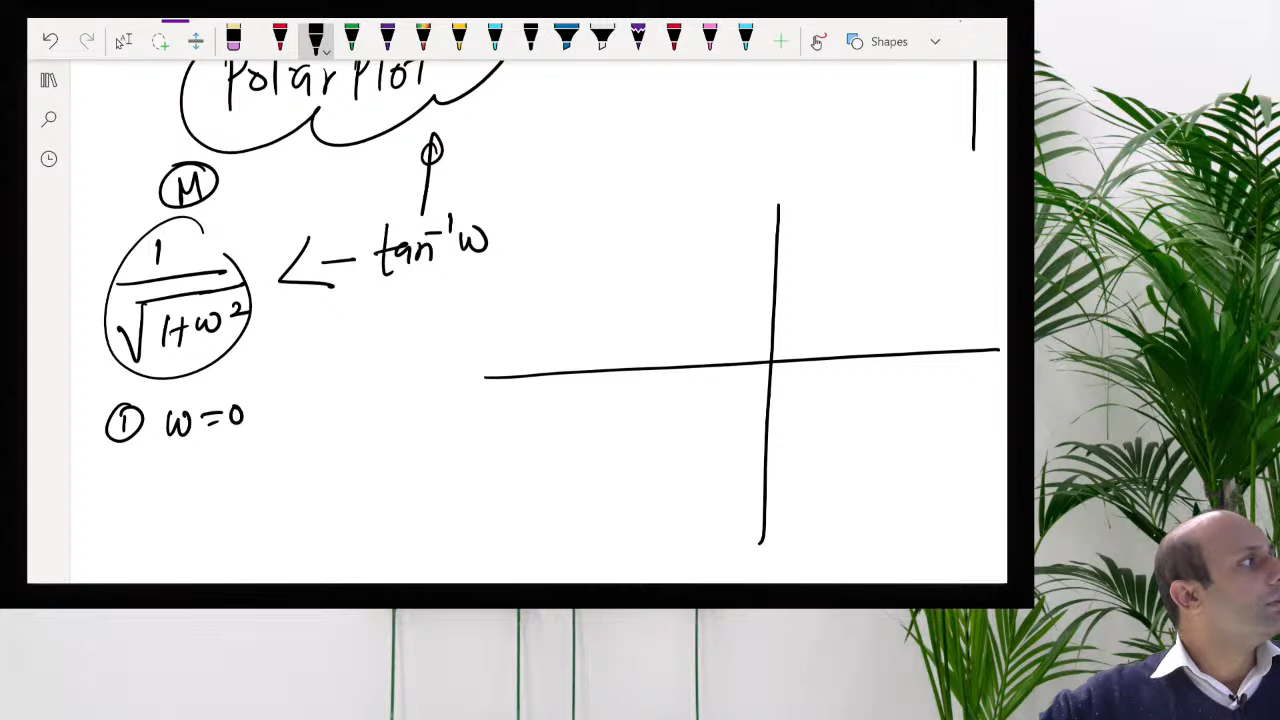 Shapes
Polar Plot
M
1/√1+ω² ∠ - tan⁻¹ω
① ω=0